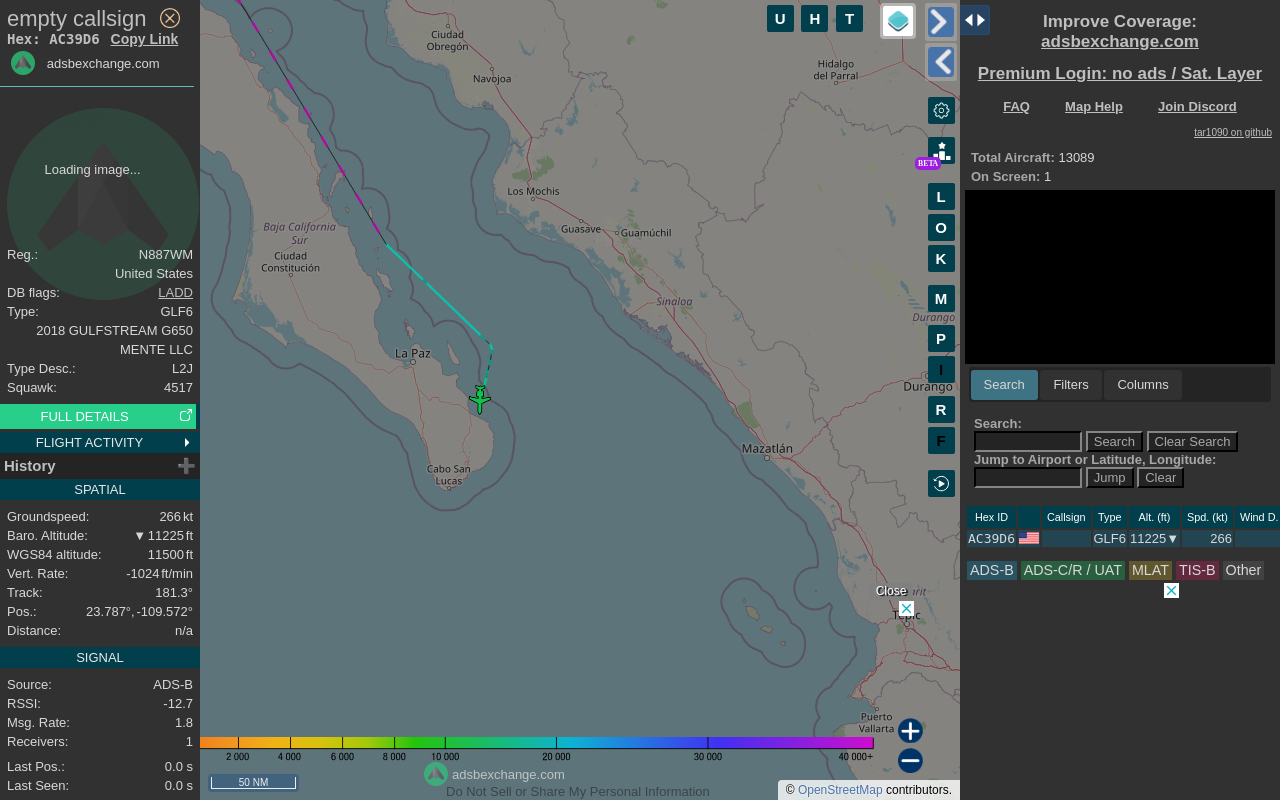 empty callsign
Hex: AC39D6 Copy Link
adsbexchange.com
Loading image...
Reg.: N887WM
United States
DB flags: LADD
Type: GLF6
2018 GULFSTREAM G650
MENTE LLC
Type Desc.: L2J
Squawk: 4517
FULL DETAILS
FLIGHT ACTIVITY
History
SPATIAL
Groundspeed: 266 kt
Baro. Altitude: ▼ 11225 ft
WGS84 altitude: 11500 ft
Vert. Rate: -1024 ft/min
Track: 181.3°
Pos.: 23.787°, -109.572°
Distance: n/a
SIGNAL
Source: ADS-B
RSSI: -12.7
Msg. Rate: 1.8
Receivers: 1
Last Pos.: 0.0 s
Last Seen: 0.0 s
Ciudad
Obregón
Navojoa
Hidalgo
del Parral
Los Mochis
Guasave
Guamúchil
Baja California
Sur
Ciudad
Constitución
Sinaloa
Durango
Durango
La Paz
Mazatlán
Cabo San
Lucas
Tepic
Puerto
Vallarta
U H T
BETA
L
O
K
M
P
I
R
F
Close
2 000 4 000 6 000 8 000 10 000 20 000 30 000 40 000+
50 NM
adsbexchange.com
Do Not Sell or Share My Personal Information
© OpenStreetMap contributors.
Improve Coverage:
adsbexchange.com
Premium Login: no ads / Sat. Layer
FAQ Map Help Join Discord
tar1090 on github
Total Aircraft: 13089
On Screen: 1
Search Filters Columns
Search:
Search Clear Search
Jump to Airport or Latitude, Longitude:
Jump Clear
Hex ID Callsign Type Alt. (ft) Spd. (kt) Wind D.
AC39D6 GLF6 11225▼ 266
ADS-B ADS-C/R / UAT MLAT TIS-B Other